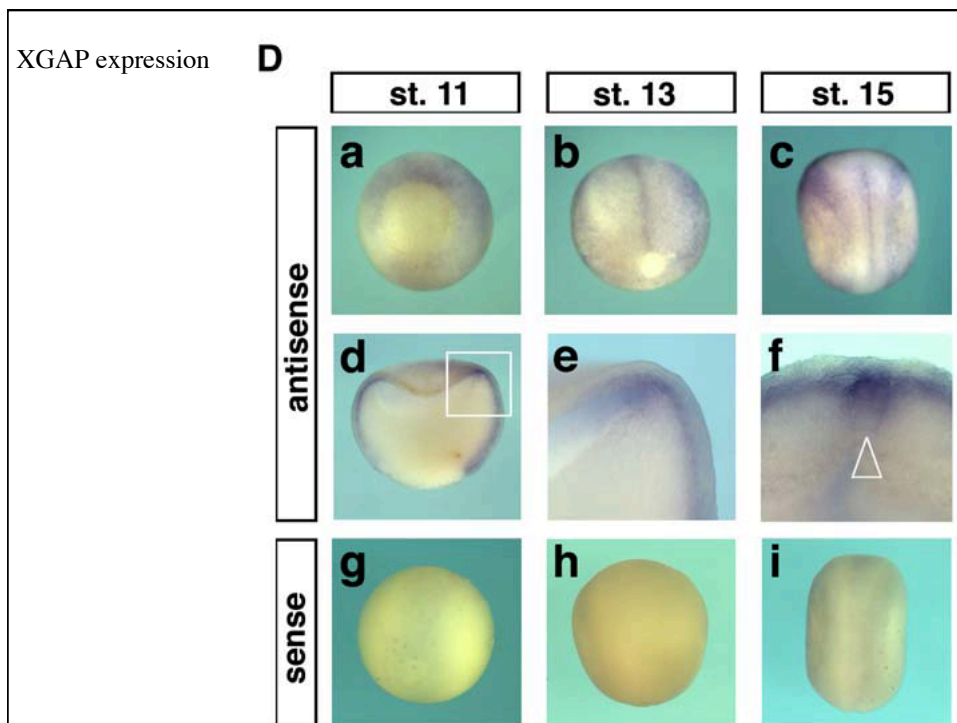 XGAP expression
D
st. 11 st. 13 st. 15
antisense
a b c
d e f
sense
g h i